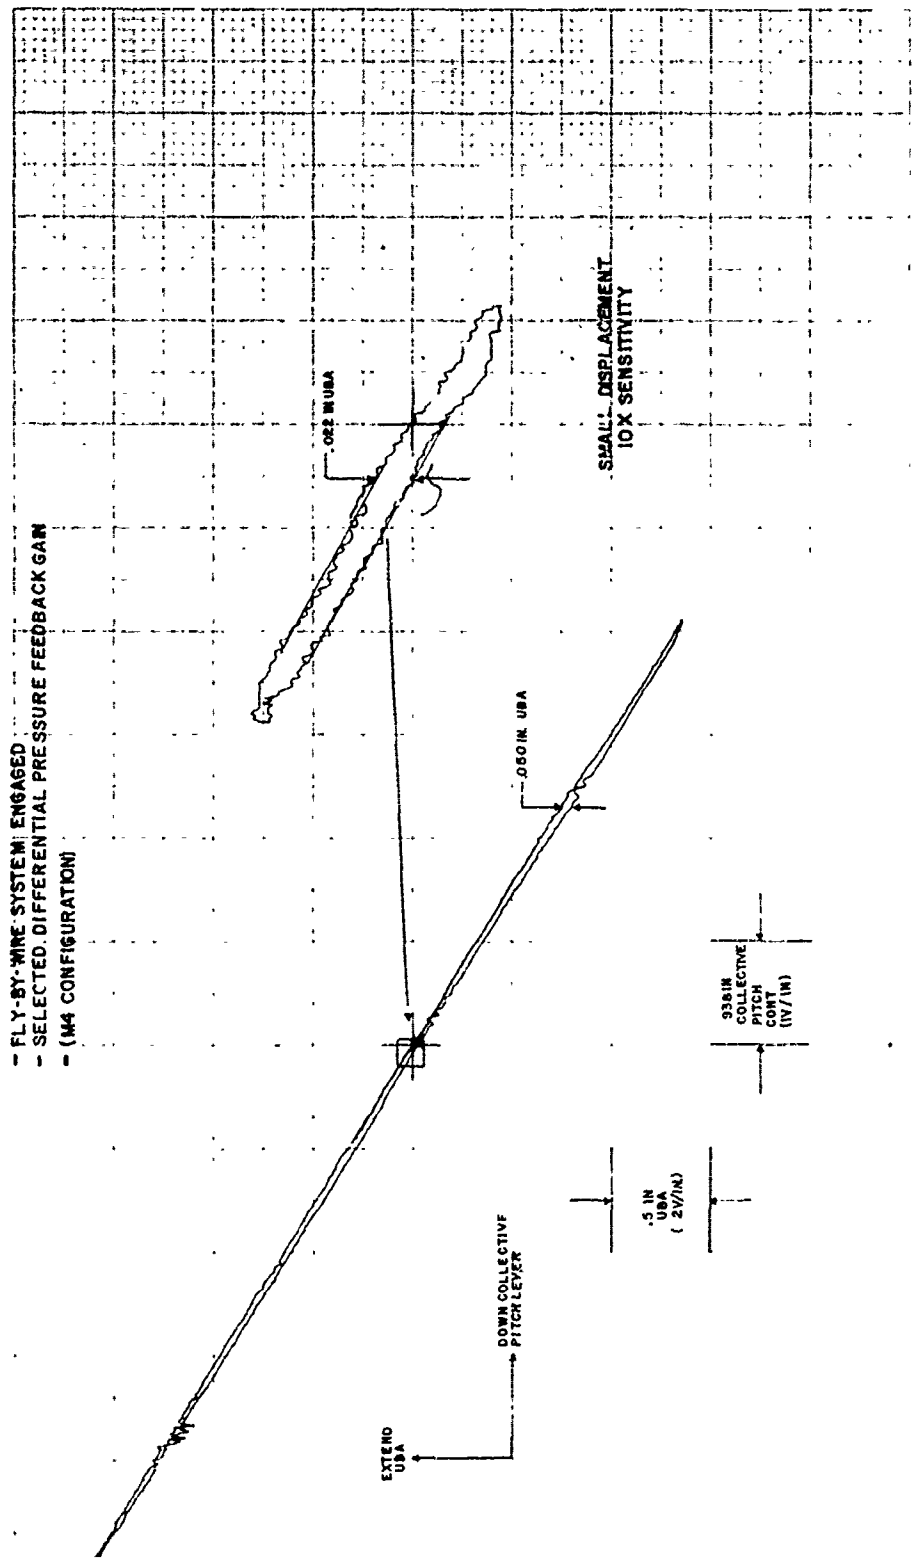 - FLY-BY-WIRE SYSTEM ENGAGED
- SELECTED DIFFERENTIAL PRESSURE FEEDBACK GAIN
- (M4 CONFIGURATION)
.022 IN UBA
SMALL DISPLACEMENT
10X SENSITIVITY
.050 IN. UBA
.938 IN
COLLECTIVE
PITCH
CONT
(1V/IN)
.5 IN
UBA
( 2V/IN.)
EXTEND
UBA
DOWN COLLECTIVE
PITCH LEVER